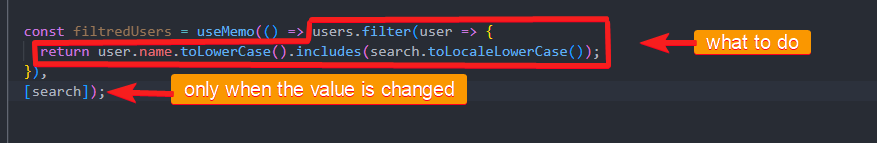 const filtredUsers = useMemo(() => users.filter(user => {
return user.name.toLowerCase().includes(search.toLocaleLowerCase());
}),
[search]);
what to do
only when the value is changed